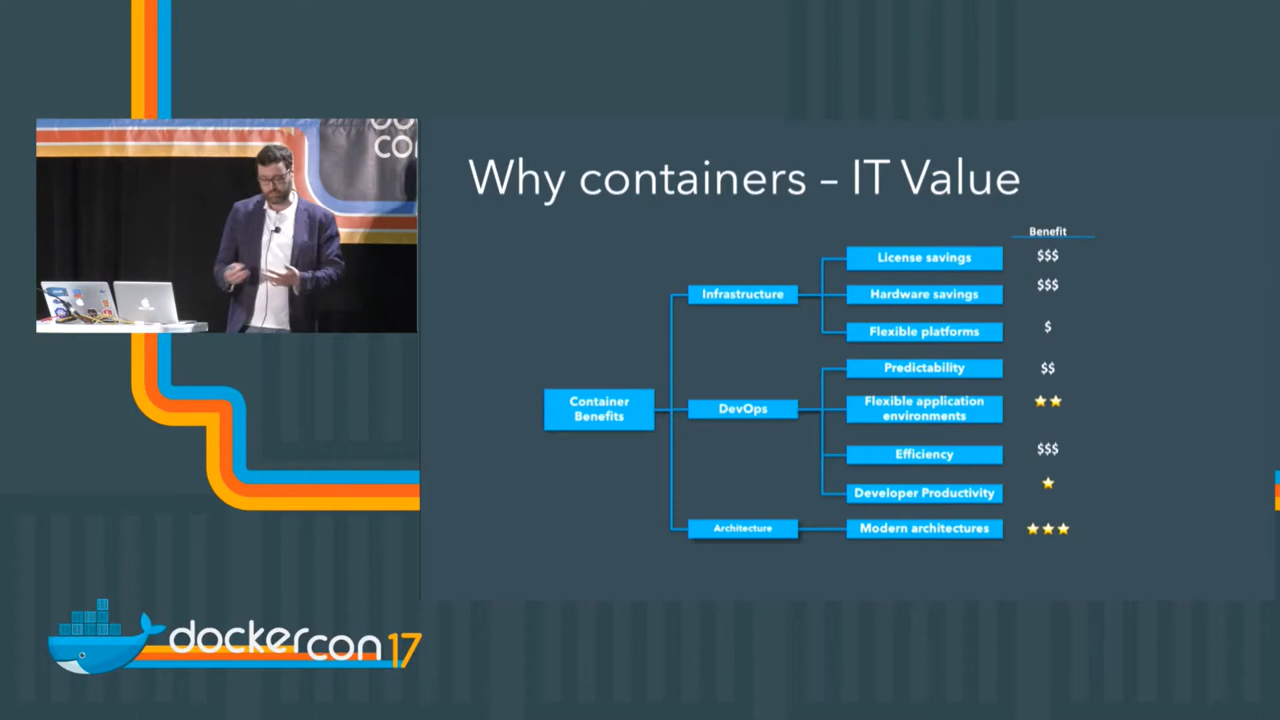 CO
Why containers – IT Value
Benefit
License savings
$$$
Infrastructure
Hardware savings
$$$
Flexible platforms
$
Predictability
$$
Container
Benefits
DevOps
Flexible application
environments
Efficiency
$$$
Developer Productivity
Architecture
Modern architectures
dockercon 17